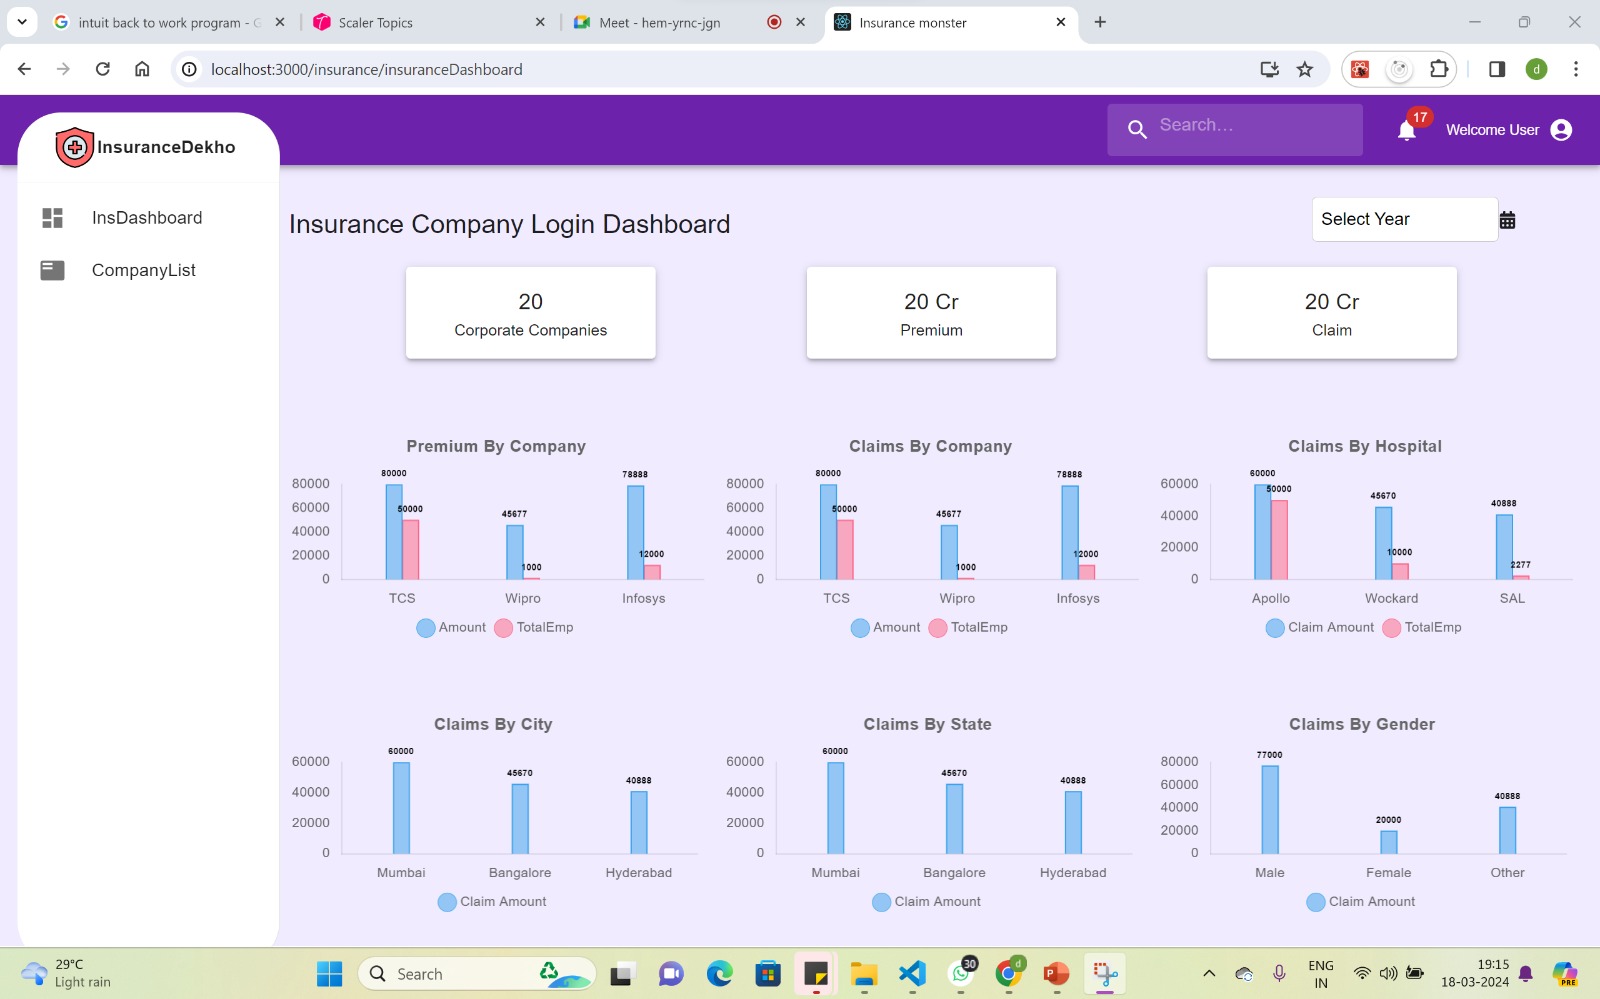 intuit back to work program - G
Scaler Topics
Meet - hem-yrnc-jgn
Insurance monster
localhost:3000/insurance/insuranceDashboard
d
InsuranceDekho
Search...
17
Welcome User
InsDashboard
CompanyList
Insurance Company Login Dashboard
Select Year
20
Corporate Companies
20 Cr
Premium
20 Cr
Claim
Premium By Company
80000
60000
40000
20000
0
80000
50000
45677
1000
78888
12000
TCS
Wipro
Infosys
Amount
TotalEmp
Claims By Company
80000
60000
40000
20000
0
80000
50000
45677
1000
78888
12000
TCS
Wipro
Infosys
Amount
TotalEmp
Claims By Hospital
60000
40000
20000
0
60000
50000
45670
10000
40888
2277
Apollo
Wockard
SAL
Claim Amount
TotalEmp
Claims By City
60000
40000
20000
0
60000
45670
40888
Mumbai
Bangalore
Hyderabad
Claim Amount
Claims By State
60000
40000
20000
0
60000
45670
40888
Mumbai
Bangalore
Hyderabad
Claim Amount
Claims By Gender
80000
60000
40000
20000
0
77000
20000
40888
Male
Female
Other
Claim Amount
29°C
Light rain
Search
30
d
ENG
IN
19:15
18-03-2024
PRE